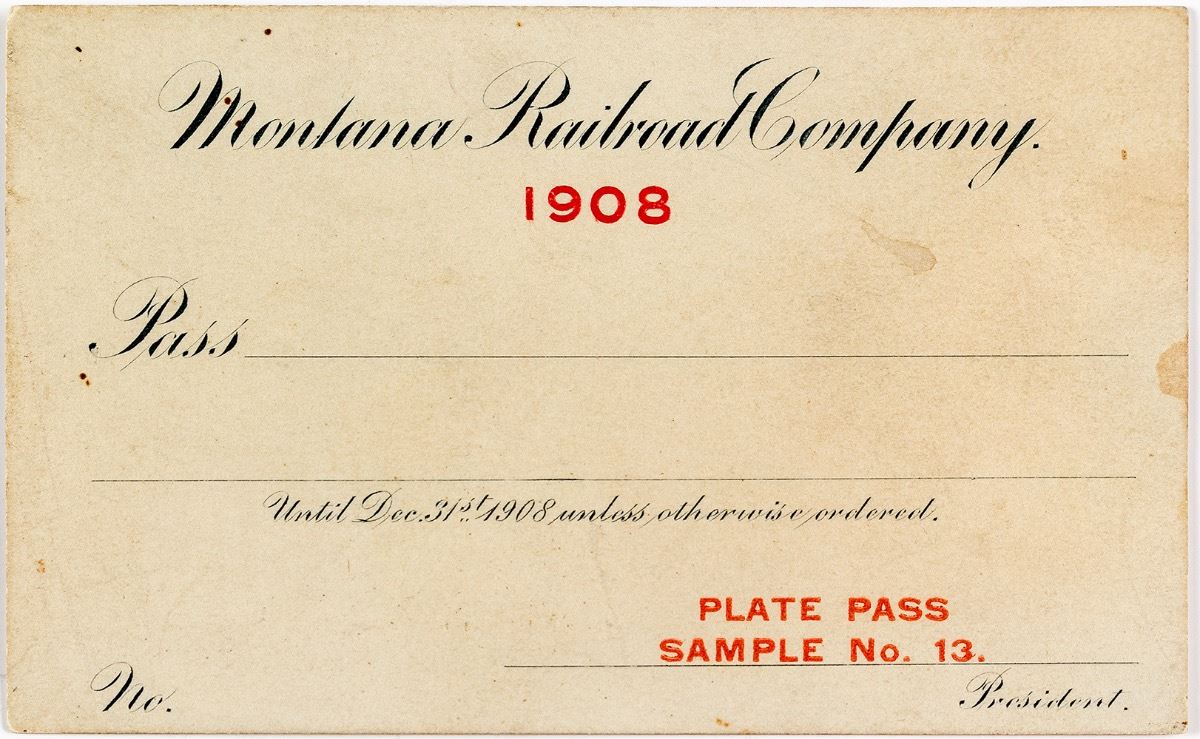 Montana Railroad Company.
1908
Pass
Until Dec. 31st. 1908 unless otherwise ordered.
PLATE PASS
SAMPLE No. 13.
No.
President.